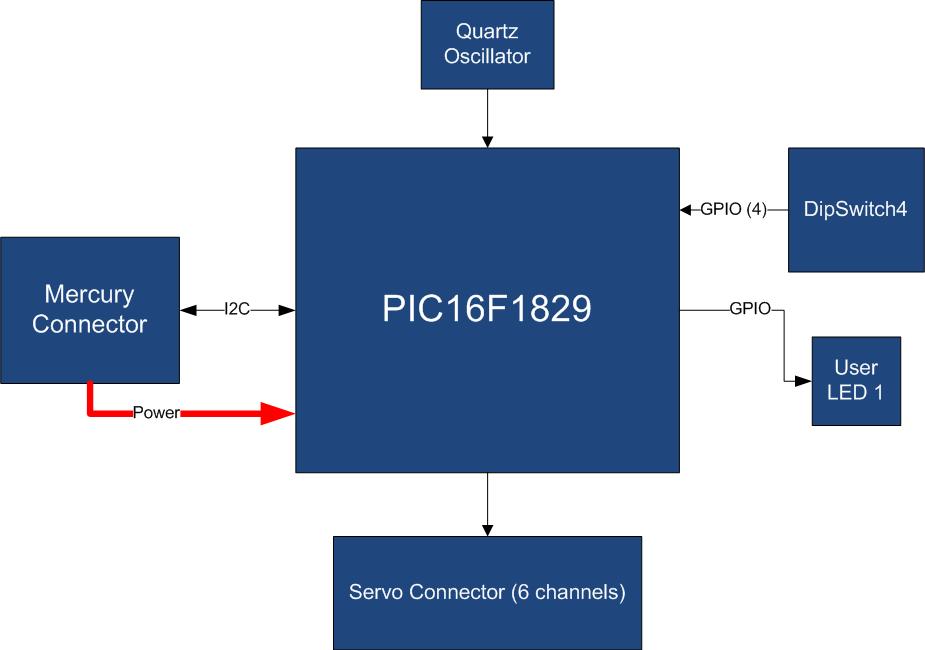 Quartz
Oscillator
GPIO (4)
DipSwitch4
Mercury
Connector
I2C
PIC16F1829
GPIO
User
LED 1
Power
Servo Connector (6 channels)